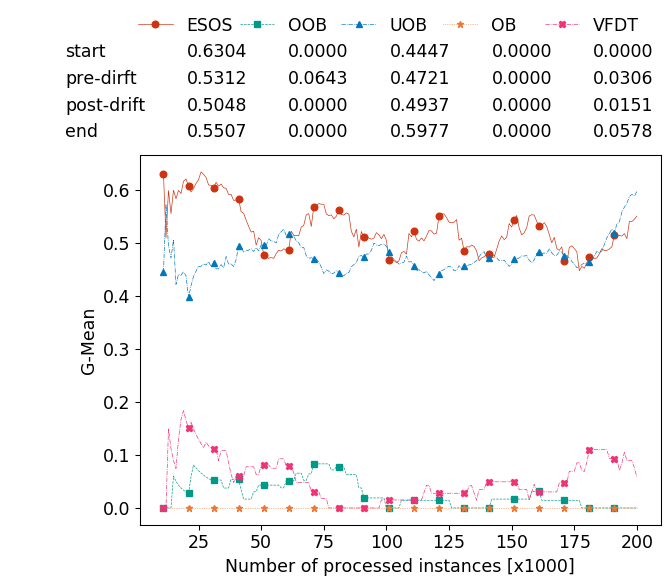 ESOS OOB UOB OB VFDT
start 0.6304 0.0000 0.4447 0.0000 0.0000
pre-dirft 0.5312 0.0643 0.4721 0.0000 0.0306
post-drift 0.5048 0.0000 0.4937 0.0000 0.0151
end 0.5507 0.0000 0.5977 0.0000 0.0578
0.6
0.5
0.4
0.3
0.2
0.1
0.0
G-Mean
25 50 75 100 125 150 175 200
Number of processed instances [x1000]